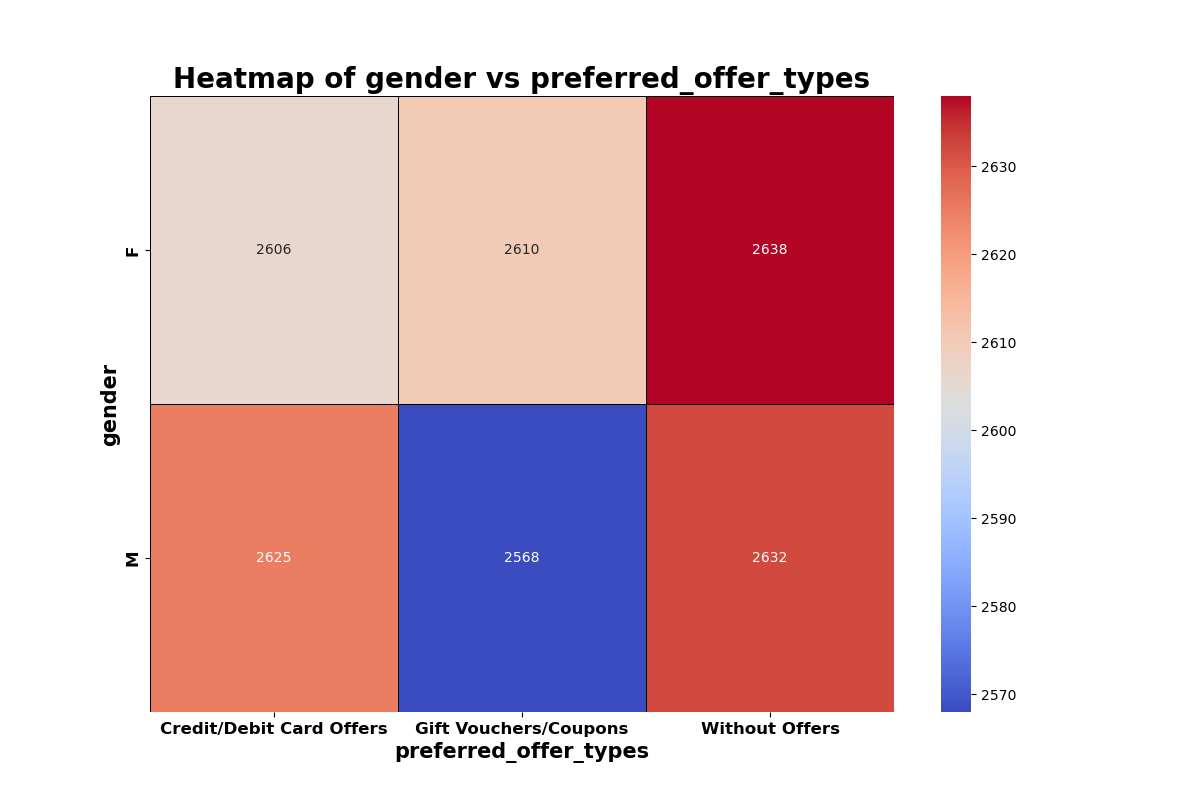 Heatmap of gender vs preferred_offer_types
F
2606 2610 2638
M
2625 2568 2632
gender
Credit/Debit Card Offers Gift Vouchers/Coupons Without Offers
preferred_offer_types
2630
2620
2610
2600
2590
2580
2570